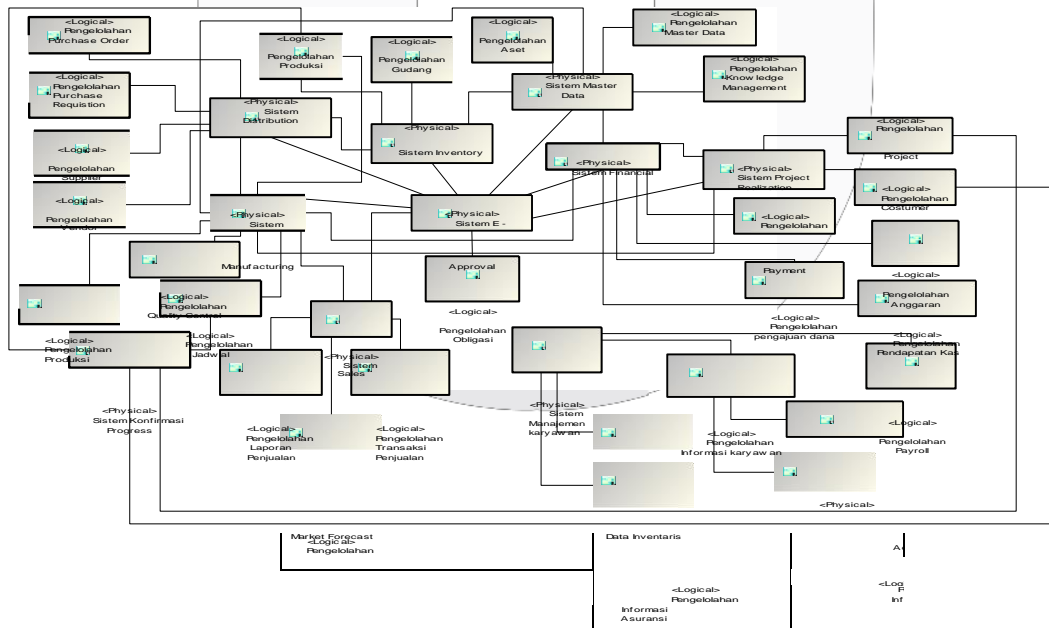 <Logical>
Pengelolahan
Purchase Order
<Logical>
Pengelolahan
Produksi
<Logical>
Pengelolahan
Gudang
<Logical>
Pengelolahan
Aset
<Logical>
Pengelolahan
Master Data
<Logical>
Pengelolahan
Knowledge
Management
<Logical>
Pengelolahan
Purchase
Requistion
<Physical>
Sistem
Distribution
<Physical>
Sistem Master
Data
<Physical>
Sistem Inventory
<Logical>
Pengelolahan
Supplier
<Physical>
Sistem Financial
<Physical>
Sistem Project
Realization
<Logical>
Pengelolahan
Project
<Logical>
Pengelolahan
Vendor
<Physical>
Sistem
Manufacturing
<Physical>
Sistem E -
Approval
<Logical>
Pengelolahan
<Logical>
Pengelolahan
Costumer
Payment
<Logical>
Pengelolahan
Quality Control
<Logical>
Pengelolahan
Obligasi
<Logical>
Pengelolahan
Anggaran
<Logical>
Pengelolahan
pengajuan dana
<Logical>
Pengelolahan
Produksi
<Logical>
Pengelolahan
Jadwal
<Physical>
Sistem
Sales
<Logical>
Pengelolahan
Pendapatan Kas
<Physical>
Sistem Konfirmasi
Progress
<Logical>
Pengelolahan
Laporan
Penjualan
<Logical>
Pengelolahan
Transaksi
Penjualan
<Physical>
Sistem
Manajemen
karyawan
<Logical>
Pengelolahan
Informasi karyawan
<Logical>
Pengelolahan
Payroll
<Physical>
Market Forecast
<Logical>
Pengelolahan
Data Inventaris
<Logical>
Pengelolahan
Informasi
Asuransi